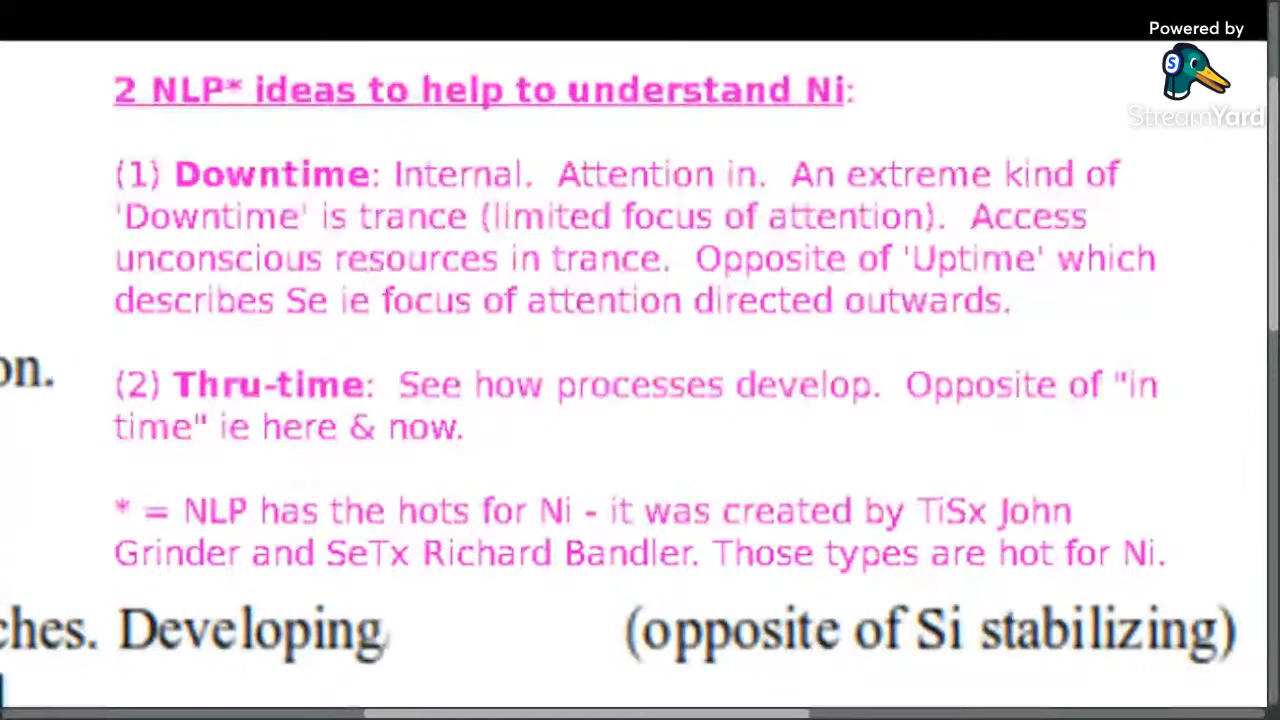 Powered by
StreamYard
2 NLP* ideas to help to understand Ni:
(1) Downtime: Internal.  Attention in.  An extreme kind of
'Downtime' is trance (limited focus of attention).  Access
unconscious resources in trance.  Opposite of 'Uptime' which
describes Se ie focus of attention directed outwards.
on.
(2) Thru-time:  See how processes develop.  Opposite of "in
time" ie here & now.
* = NLP has the hots for Ni - it was created by TiSx John
Grinder and SeTx Richard Bandler. Those types are hot for Ni.
ches. Developing (opposite of Si stabilizing)